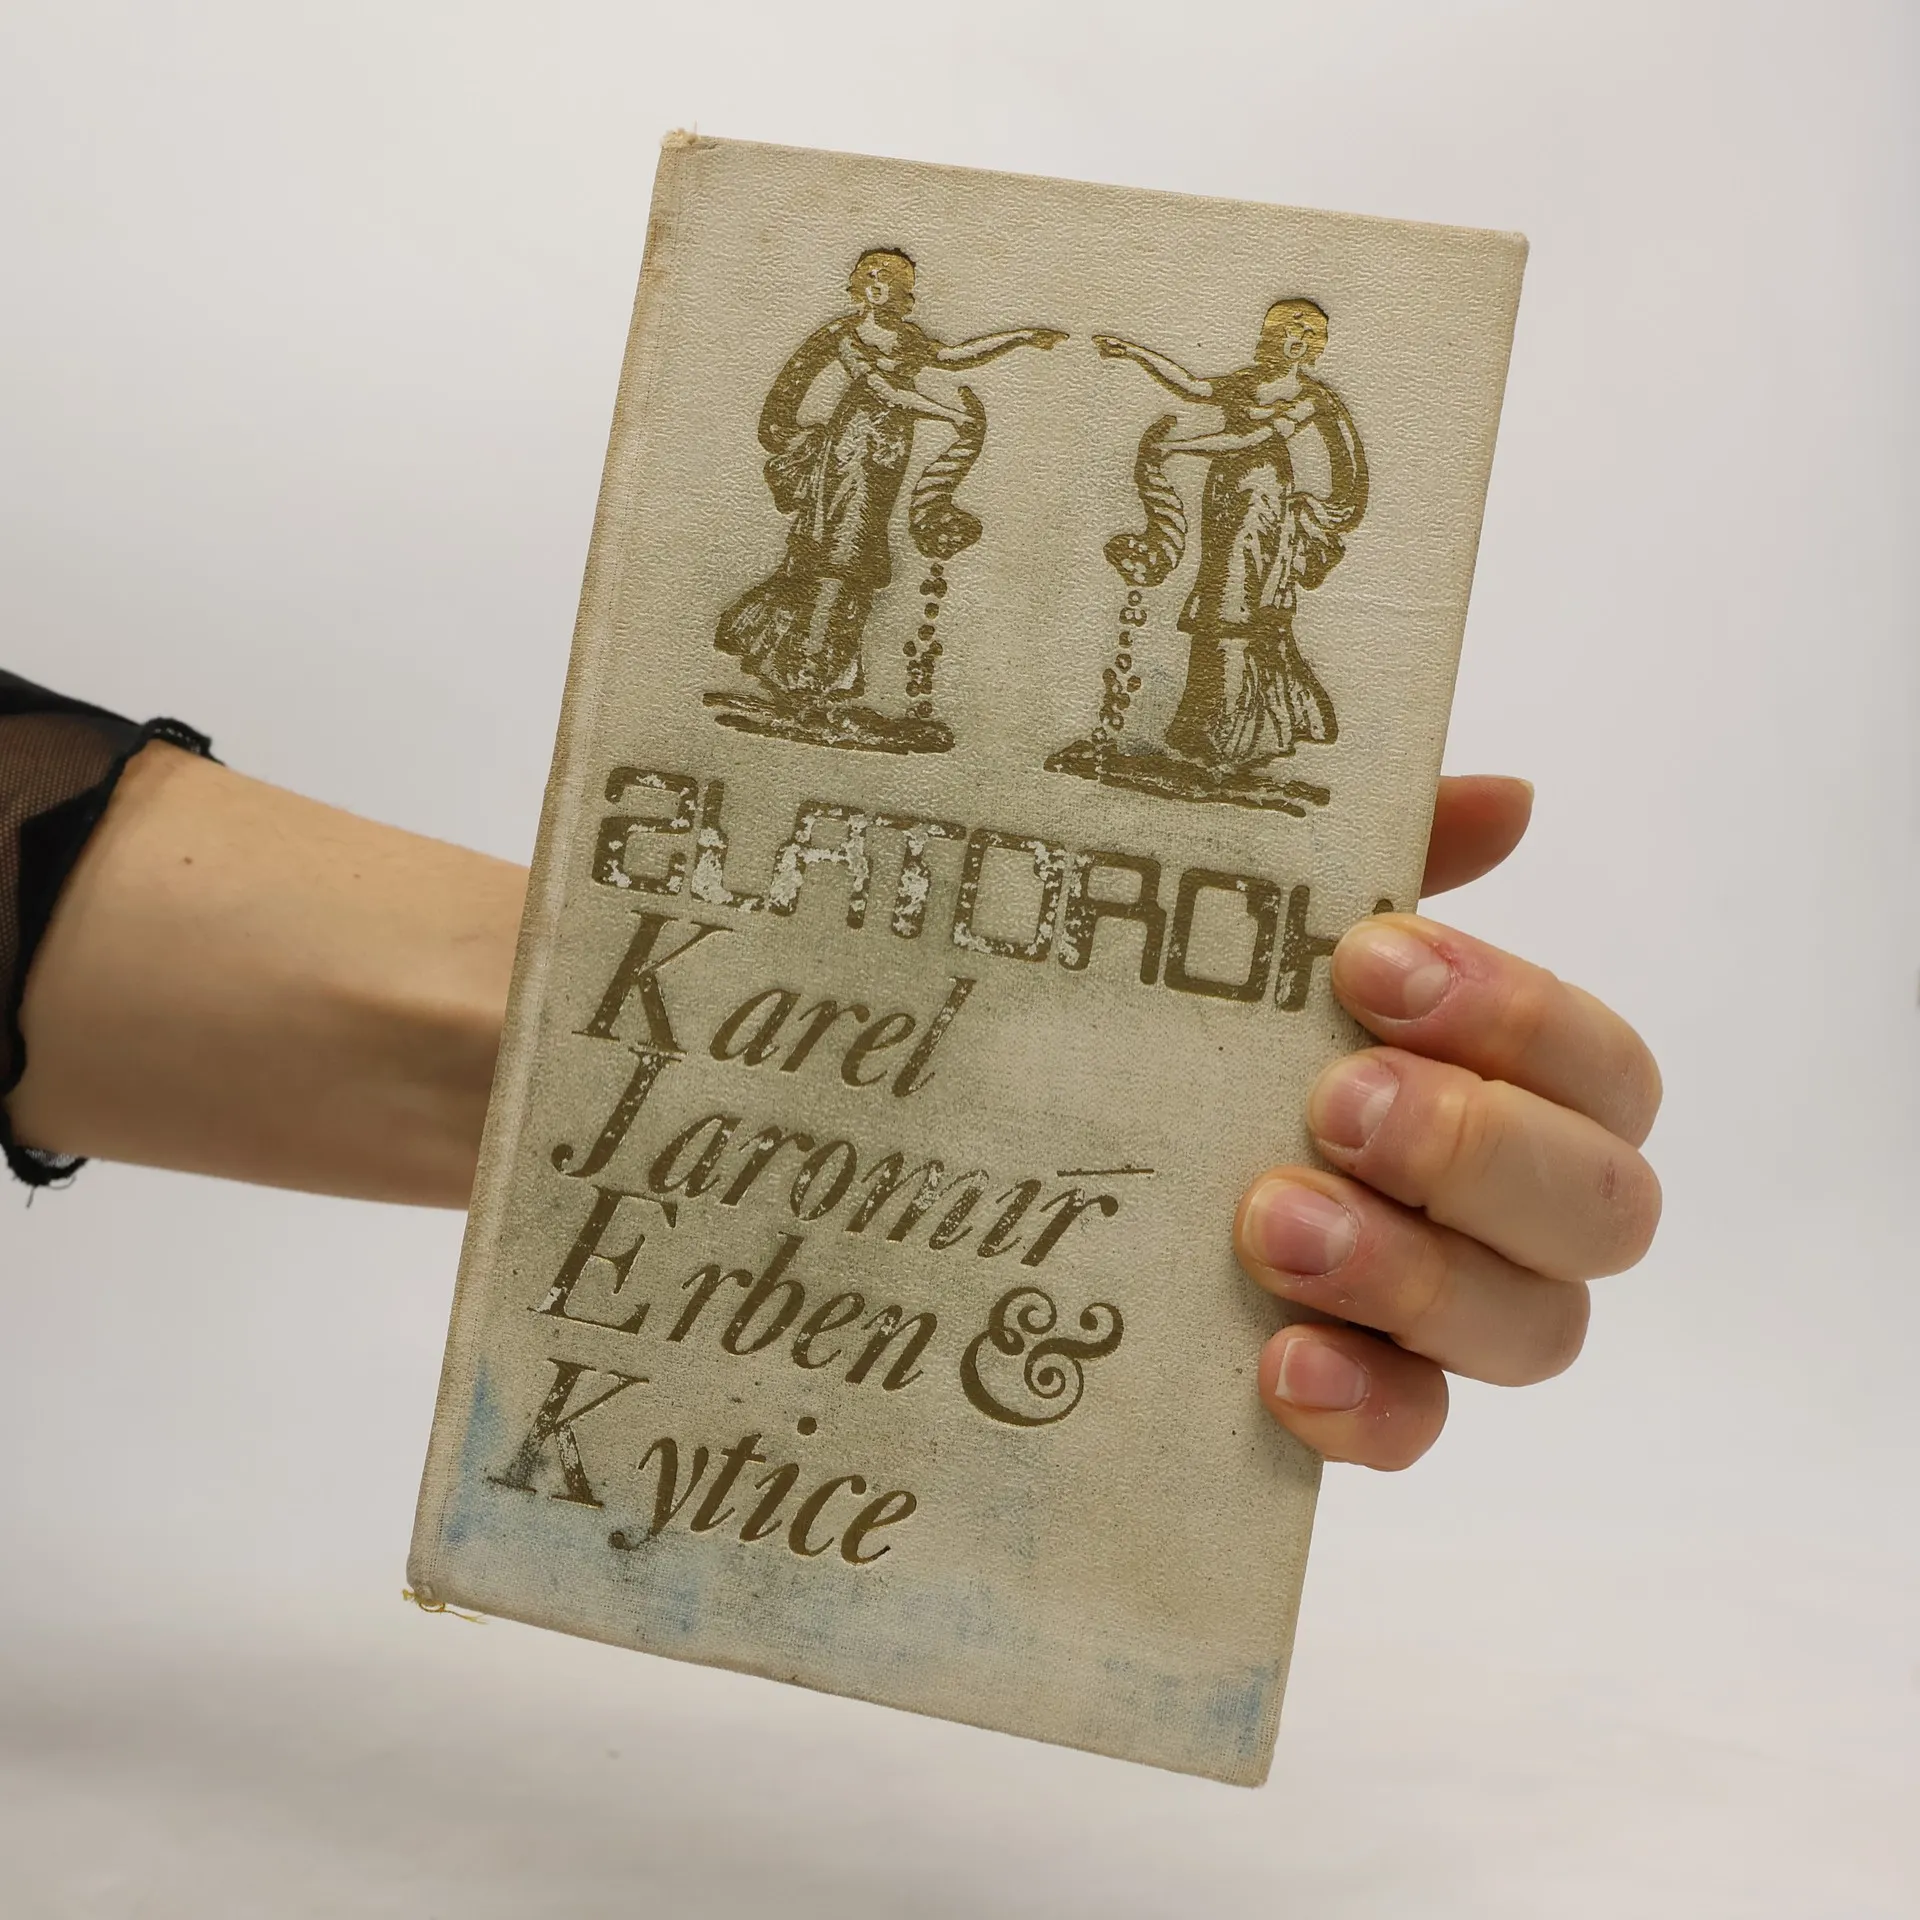 ZLATOROH
Karel
Jaromír
Erben &
Kytice